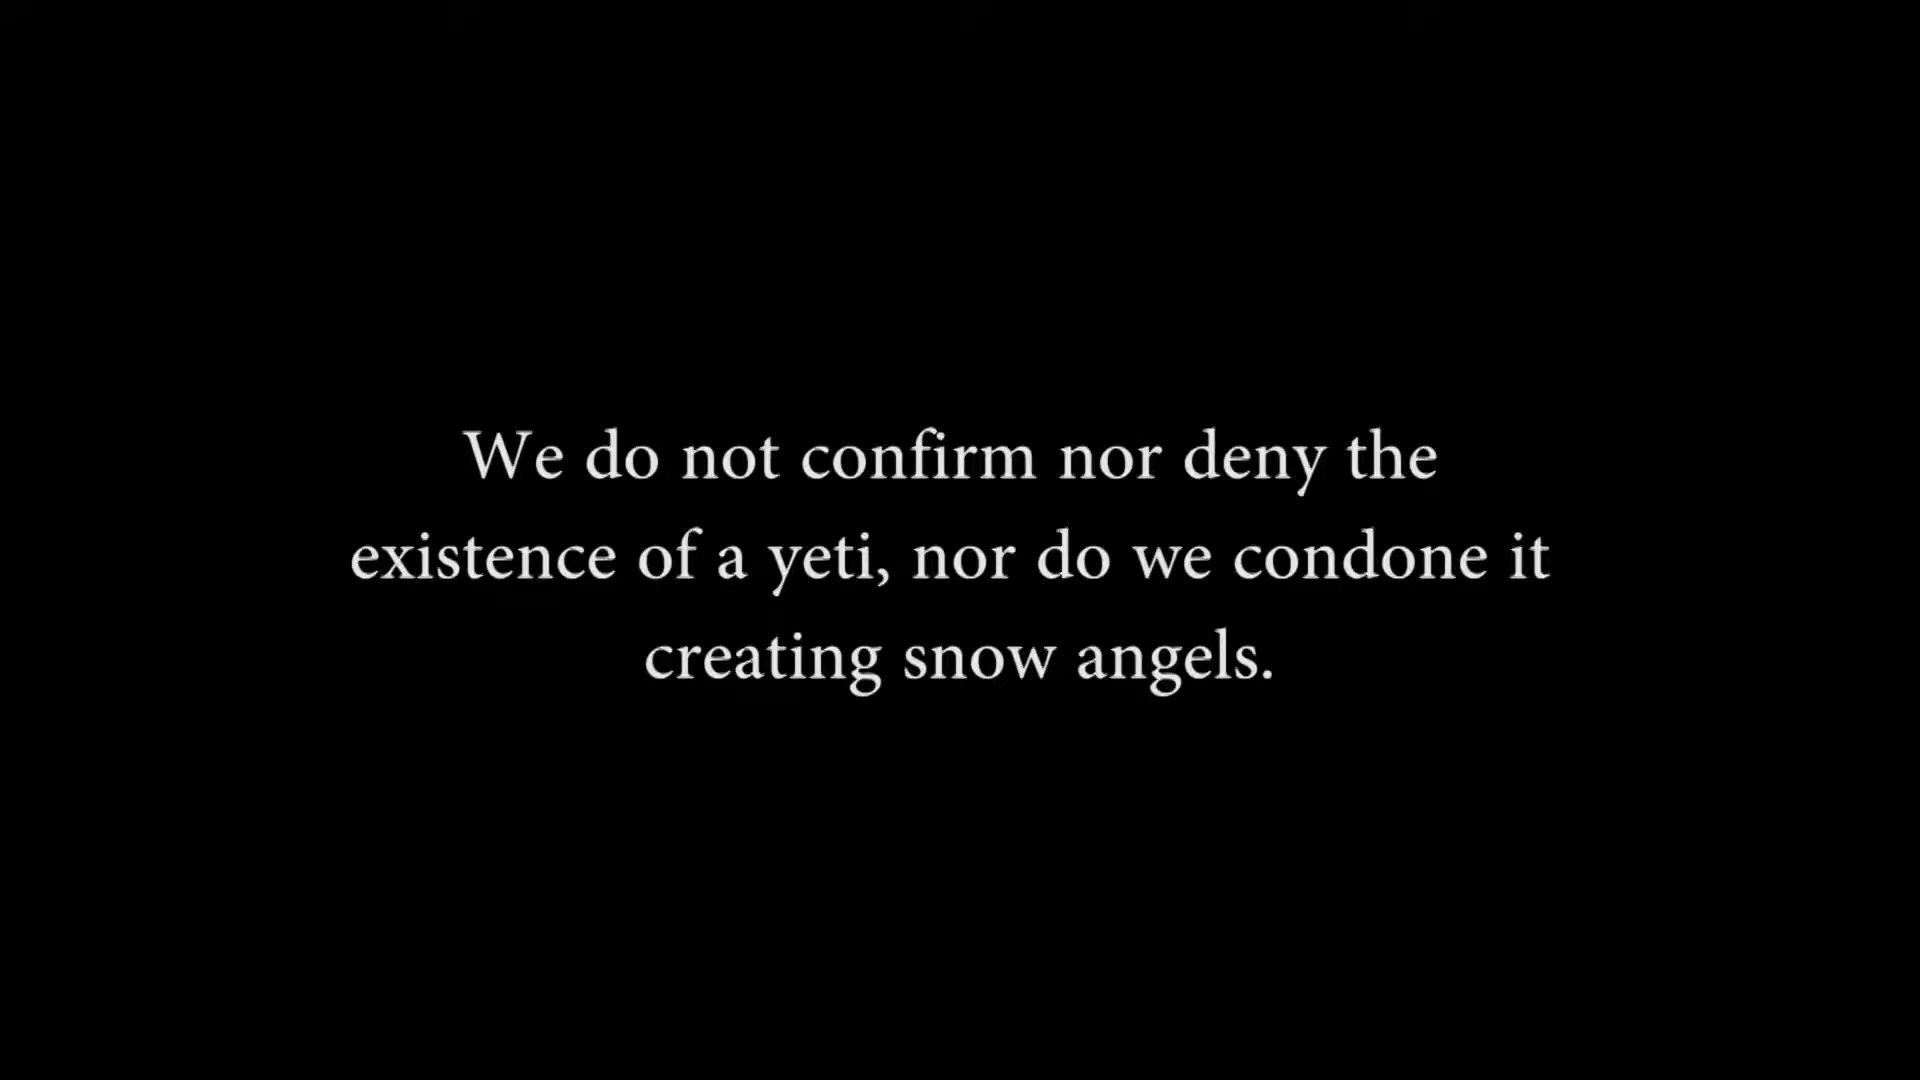 We do not confirm nor deny the
existence of a yeti, nor do we condone it
creating snow angels.